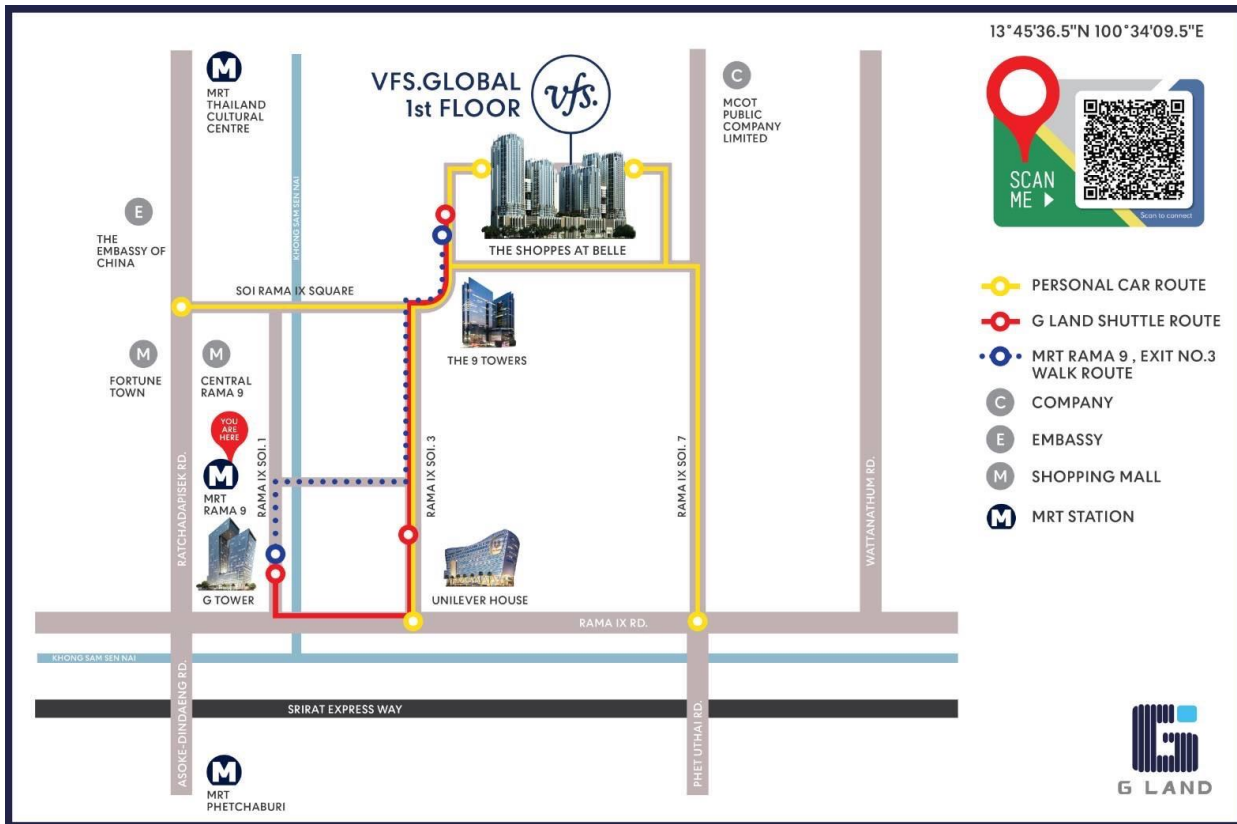 13°45'36.5"N 100°34'09.5"E
VFS.GLOBAL
1st FLOOR
vfs.
M
MRT
THAILAND
CULTURAL
CENTRE
C
MCOT
PUBLIC
COMPANY
LIMITED
SCAN
ME
Scan to connect
KHONG SAM SEN NAI
E
THE
EMBASSY OF
CHINA
THE SHOPPES AT BELLE
SOI RAMA IX SQUARE
PERSONAL CAR ROUTE
G LAND SHUTTLE ROUTE
MRT RAMA 9 , EXIT NO.3
WALK ROUTE
C
COMPANY
E
EMBASSY
M
SHOPPING MALL
M
MRT STATION
M
FORTUNE
TOWN
M
CENTRAL
RAMA 9
THE 9 TOWERS
YOU
ARE
HERE
M
MRT
RAMA 9
RATCHADAPISEK RD.
RAMA IX SOI. 1
RAMA IX SOI. 3
RAMA IX SOI. 7
WATTANATHUM RD.
G TOWER
UNILEVER HOUSE
RAMA IX RD.
KHONG SAM SEN NAI
SRIRAT EXPRESS WAY
ASOKE-DINDAENG RD.
PHET UTHAI RD.
M
MRT
PHETCHABURI
G LAND